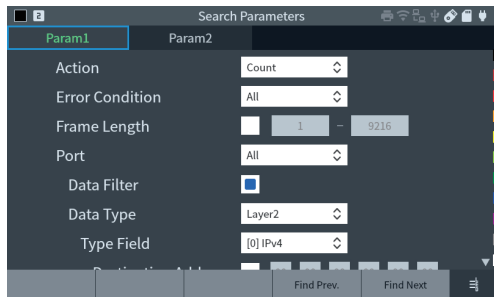 2 Search Parameters
Param1 Param2
Action Count
Error Condition All
Frame Length 1 – 9216
Port All
Data Filter
Data Type Layer2
Type Field [0] IPv4
Find Prev. Find Next